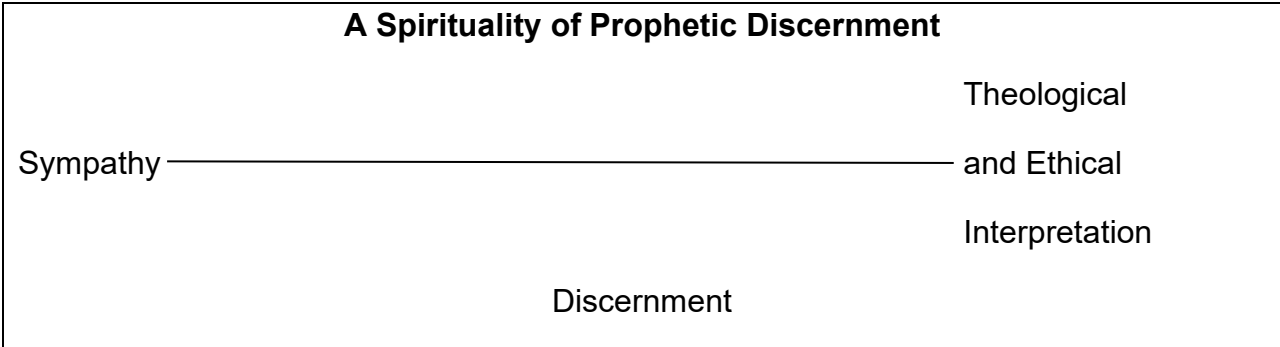 A Spirituality of Prophetic Discernment
Theological
Sympathy and Ethical
Interpretation
Discernment